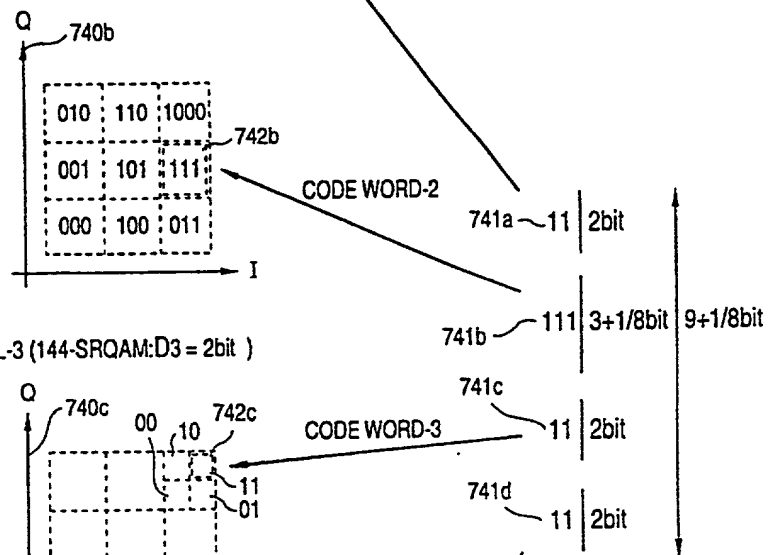 Q
740b
010 110 1000
742b
001 101 111
CODE WORD-2
000 100 011
741a 11 2bit
I
741b 111 3+1/8bit 9+1/8bit
-3 (144-SRQAM:D3 = 2bit )
Q
740c
00 10 742c
741c
CODE WORD-3
11 2bit
11
01
741d
11 2bit